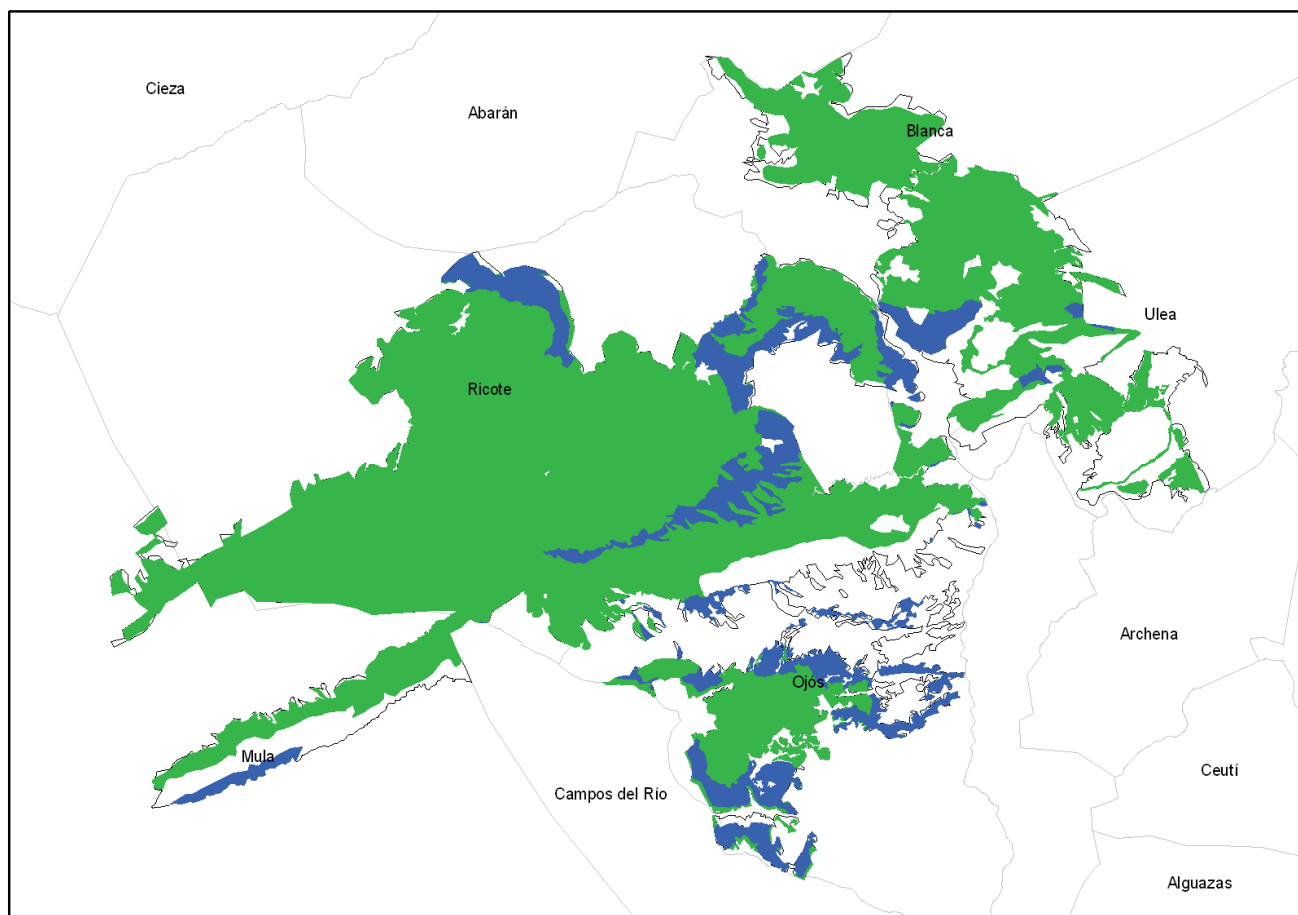 Cieza
Abarán
Blanca
Ulea
Ricote
Archena
Ojós
Mula
Ceutí
Campos del Río
Alguazas